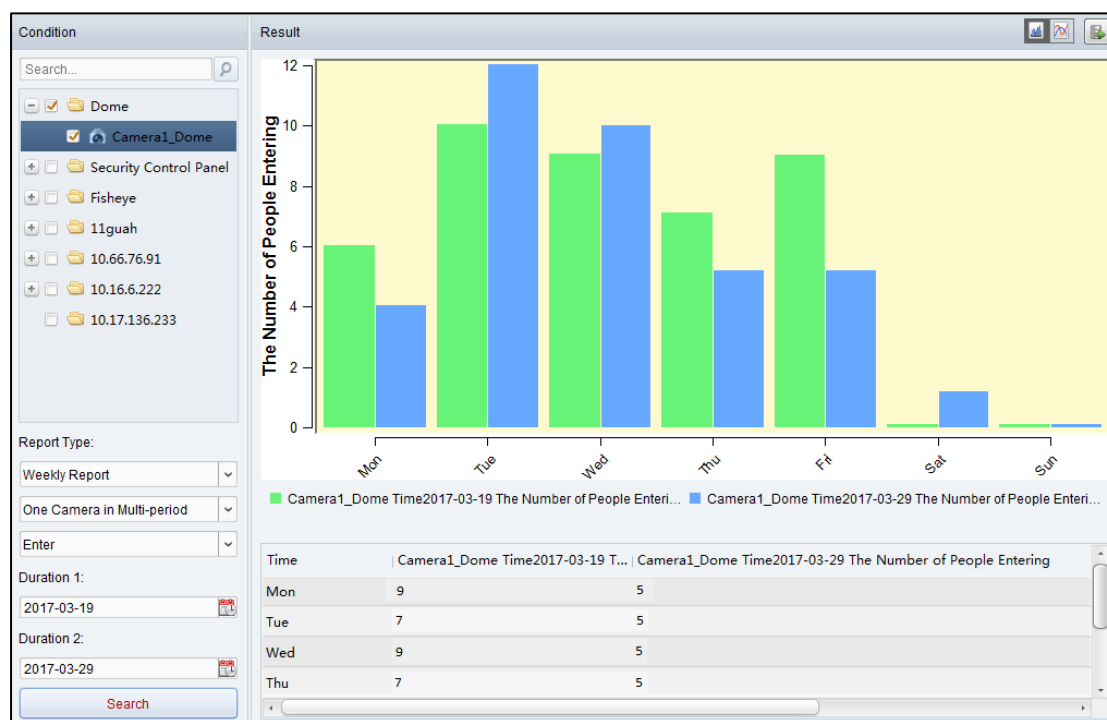 Condition
Search...
Dome
Camera1_Dome
Security Control Panel
Fisheye
11guah
10.66.76.91
10.16.6.222
10.17.136.233
Report Type:
Weekly Report
One Camera in Multi-period
Enter
Duration 1:
2017-03-19
Duration 2:
2017-03-29
Search
Result
The Number of People Entering
12
10
8
6
4
2
0
Mon Tue Wed Thu Fri Sat Sun
Camera1_Dome Time2017-03-19 The Number of People Enteri... Camera1_Dome Time2017-03-29 The Number of People Enteri...
Time Camera1_Dome Time2017-03-19 T... Camera1_Dome Time2017-03-29 The Number of People Entering
Mon 9 5
Tue 7 5
Wed 9 5
Thu 7 5